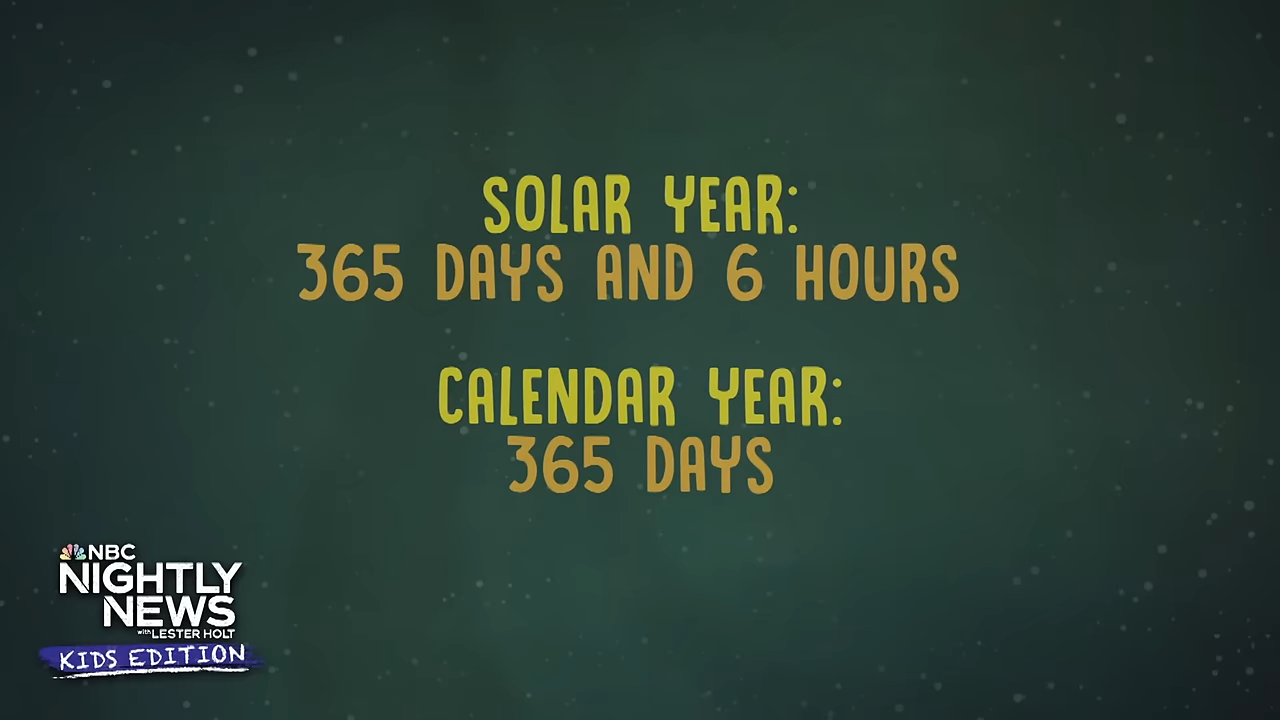 SOLAR YEAR:
365 DAYS AND 6 HOURS
CALENDAR YEAR:
365 DAYS
NBC
NIGHTLY
NEWS
with LESTER HOLT
KIDS EDITION